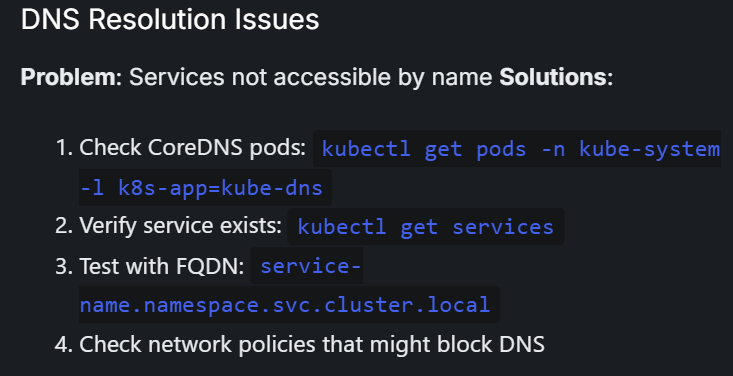 DNS Resolution Issues
Problem: Services not accessible by name Solutions:
1. Check CoreDNS pods: kubectl get pods -n kube-system
-l k8s-app=kube-dns
2. Verify service exists: kubectl get services
3. Test with FQDN: service-
name.namespace.svc.cluster.local
4. Check network policies that might block DNS